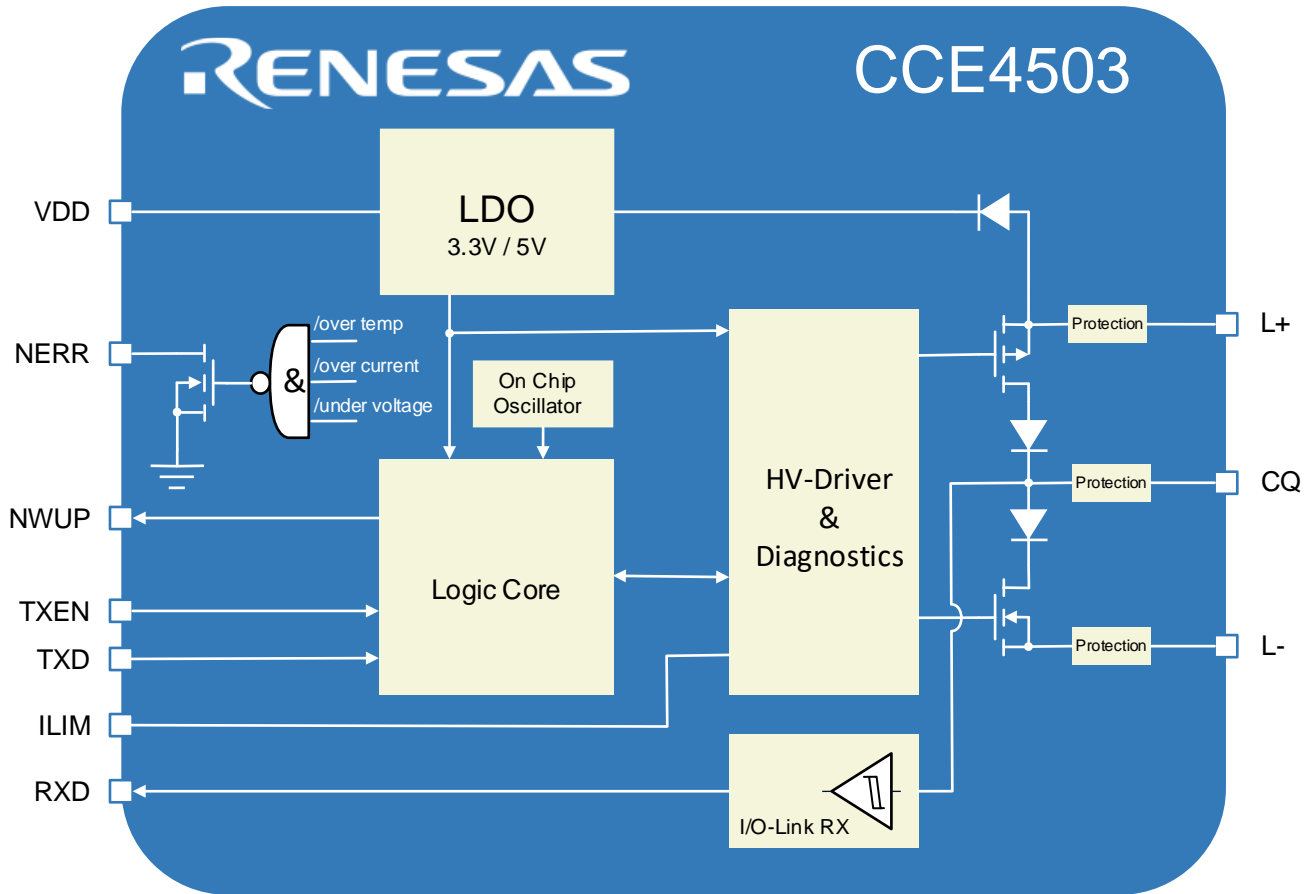 RENESAS
CCE4503
VDD
LDO
3.3V / 5V
L+
Protection
NERR
/over temp
&
/over current
/under voltage
On Chip
Oscillator
HV-Driver
&
Diagnostics
CQ
Protection
NWUP
Logic Core
TXEN
TXD
L-
Protection
ILIM
RXD
I/O-Link RX